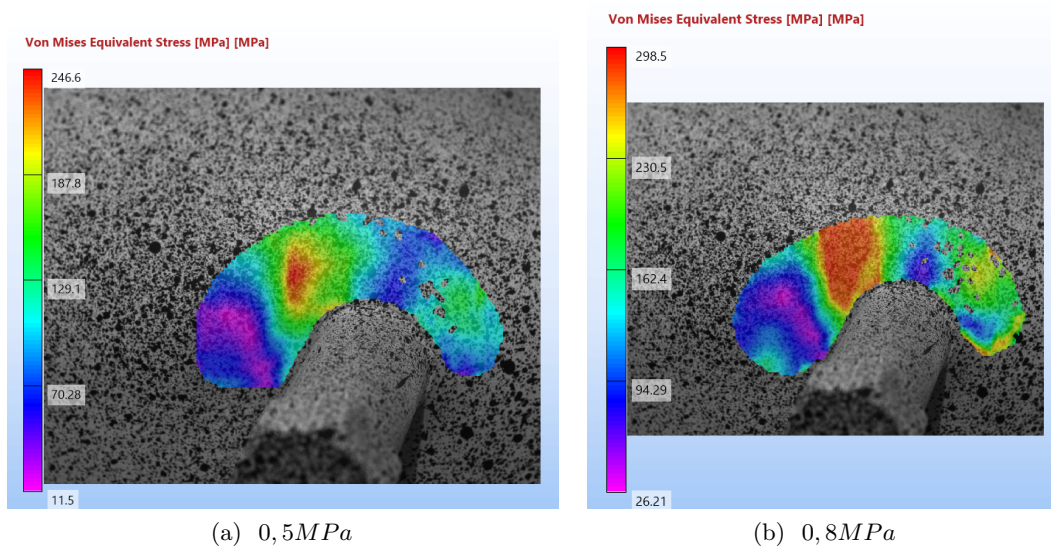 Von Mises Equivalent Stress [MPa] [MPa]
246.6
187.8
129.1
70.28
11.5
(a) 0, 5MPa
Von Mises Equivalent Stress [MPa] [MPa]
298.5
230.5
162.4
94.29
26.21
(b) 0, 8MPa